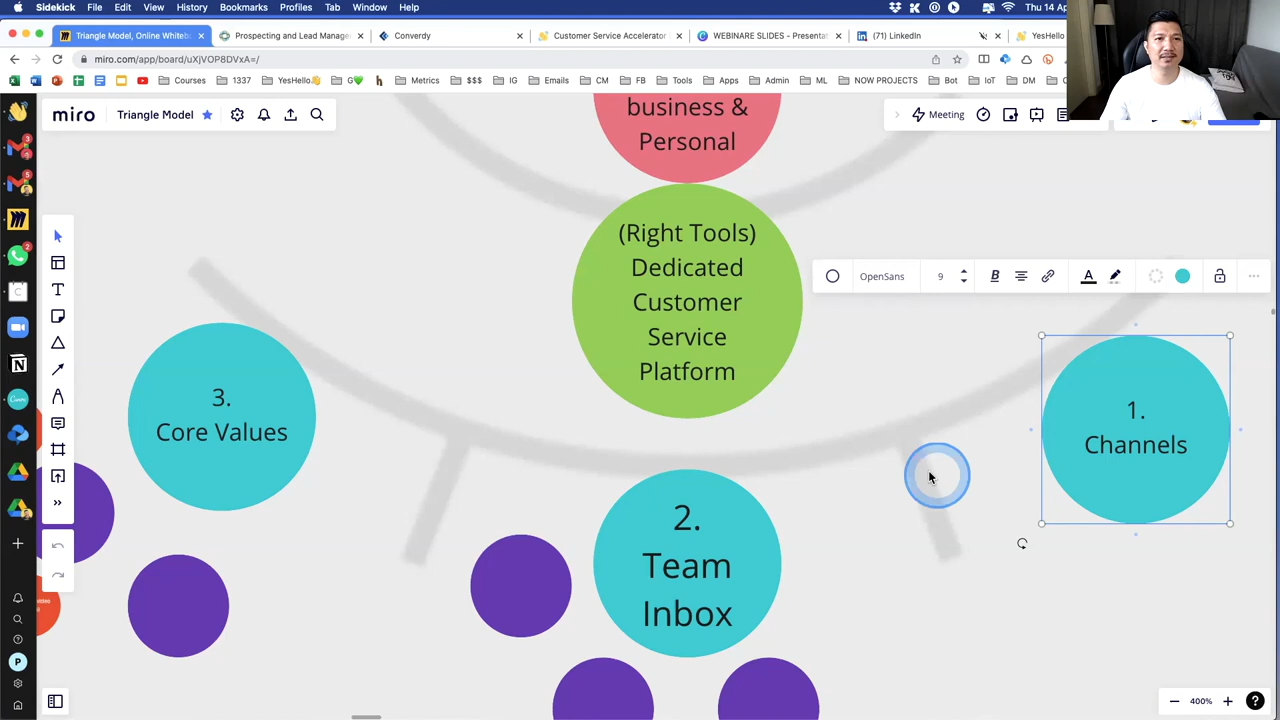 Sidekick File Edit View History Bookmarks Profiles Tab Window Help
Thu 14 Ap
Triangle Model, Online Whitebo
Prospecting and Lead Manage
Converdy
Customer Service Accelerator
WEBINARE SLIDES - Presentat
(71) LinkedIn
YesHello
miro.com/app/board/uXjVOP8DVxA=/
Courses 1337 YesHello G Metrics $$$ IG Emails CM FB Tools Apps Admin ML NOW PROJECTS Bot IoT DM
miro Triangle Model
Meeting
business &
Personal
(Right Tools)
Dedicated
Customer
Service
Platform
OpenSans 9 B A
3.
Core Values
1.
Channels
2.
Team
Inbox
400%